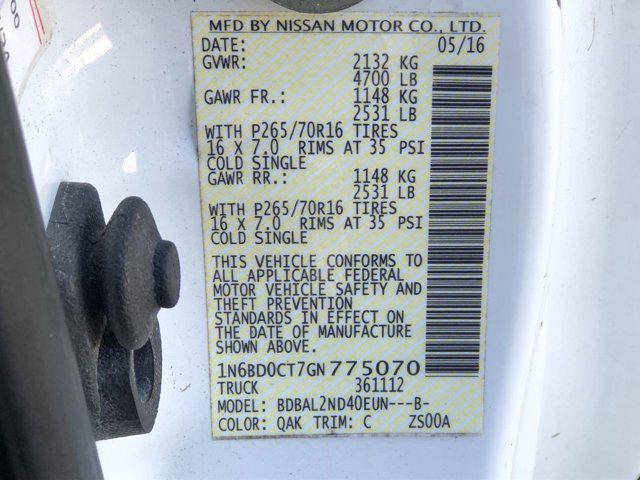 MFD BY NISSAN MOTOR CO., LTD.
DATE: 05/16
GVWR: 2132 KG
4700 LB
GAWR FR.: 1148 KG
2531 LB
WITH P265/70R16 TIRES
16 X 7.0 RIMS AT 35 PSI
COLD SINGLE
GAWR RR.: 1148 KG
2531 LB
WITH P265/70R16 TIRES
16 X 7.0 RIMS AT 35 PSI
COLD SINGLE
THIS VEHICLE CONFORMS TO
ALL APPLICABLE FEDERAL
MOTOR VEHICLE SAFETY AND
THEFT PREVENTION
STANDARDS IN EFFECT ON
THE DATE OF MANUFACTURE
SHOWN ABOVE.
1N6BD0CT7GN775070
TRUCK 361112
MODEL: BDBAL2ND40EUN---B-
COLOR: QAK TRIM: C ZS00A